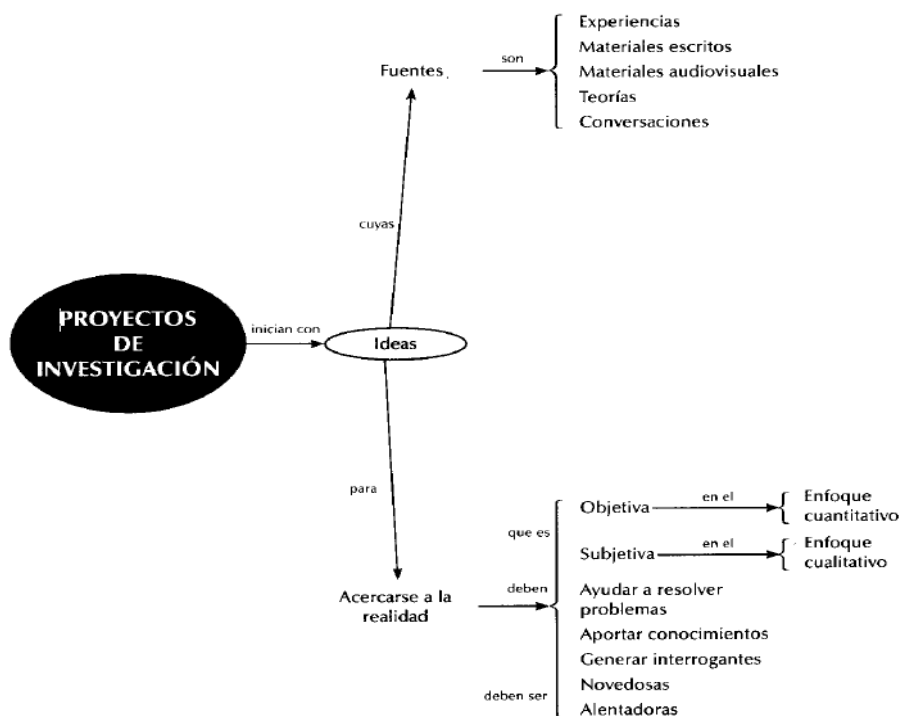 Experiencias
Materiales escritos
Fuentes
son
Materiales audiovisuales
Teorías
Conversaciones
cuyas
PROYECTOS
DE
INVESTIGACIÓN
inician con
Ideas
para
Acercarse a la
realidad
que es
deben
deben ser
Objetiva
en el
Enfoque
cuantitativo
Subjetiva
en el
Enfoque
cualitativo
Ayudar a resolver
problemas
Aportar conocimientos
Generar interrogantes
Novedosas
Alentadoras